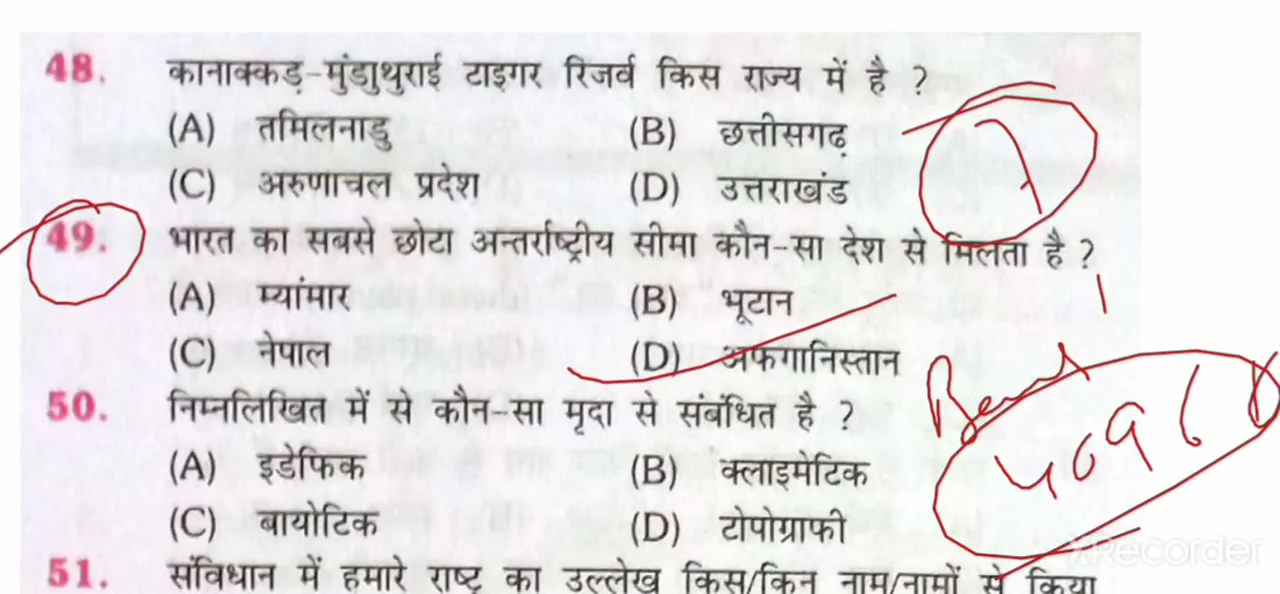 48. कानाक्कड़-मुंडाुथुराई टाइगर रिजर्व किस राज्य में है ?
(A) तमिलनाडु (B) छत्तीसगढ़
(C) अरुणाचल प्रदेश (D) उत्तराखंड
49. भारत का सबसे छोटा अन्तर्राष्ट्रीय सीमा कौन-सा देश से मिलता है ?
(A) म्यांमार (B) भूटान
(C) नेपाल (D) अफगानिस्तान
50. निम्नलिखित में से कौन-सा मृदा से संबंधित है ?
(A) इडेफिक (B) क्लाइमेटिक
(C) बायोटिक (D) टोपोग्राफी
51. संविधान में हमारे राष्ट्र का उल्लेख किस/किन नाम/नामों से किया
XRecorder